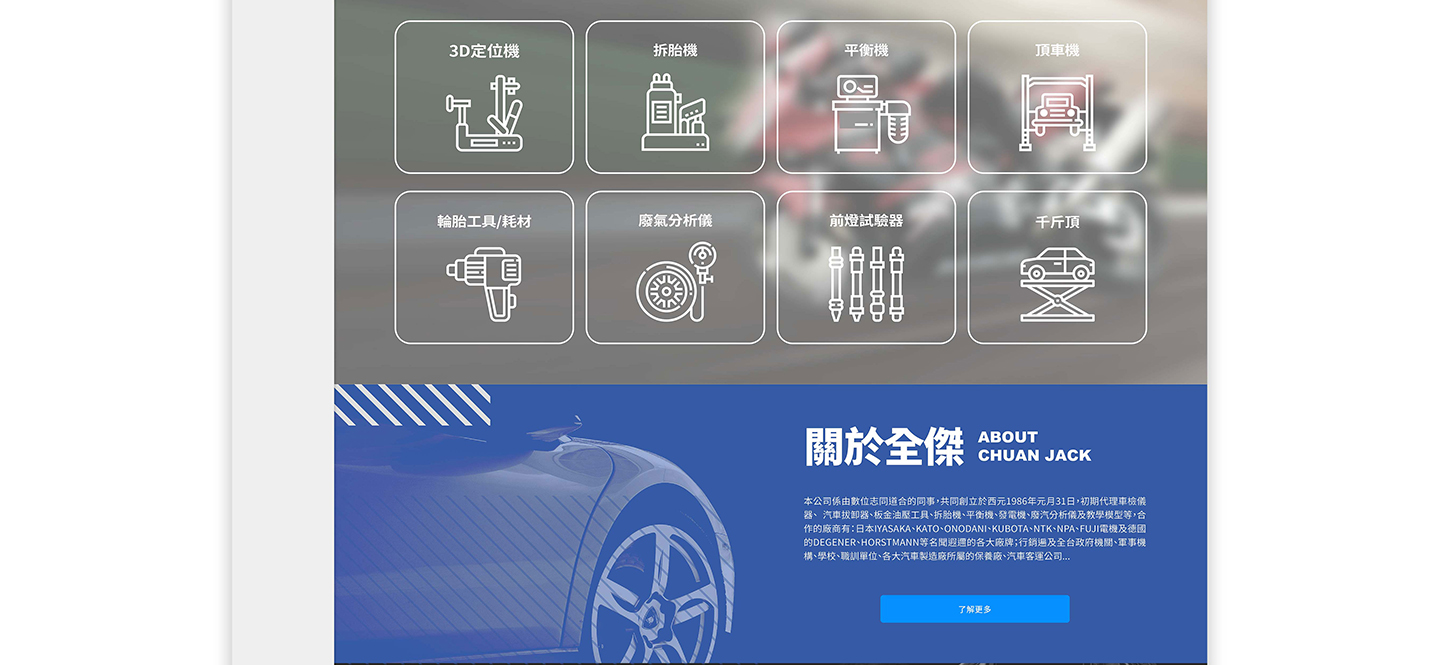 3D定位機
拆胎機
平衡機
頂車機
輪胎工具/耗材
廢氣分析儀
前燈試驗器
千斤頂
關於全傑
ABOUT
CHUAN JACK
本公司係由數位志同道合的同事,共同創立於西元1986年元月31日,初期代理車檢儀
器、 汽車拔卸器、板金油壓工具、拆胎機、平衡機、發電機、廢汽分析儀及教學模型等,合
作的廠商有:日本IYASAKA、KATO、ONODANI、KUBOTA、NTK、NPA、FUJI電機及德國
的DEGENER、HORSTMANN等名聞遐邇的各大廠牌;行銷遍及全台政府機關、軍事機
構、學校、職訓單位、各大汽車製造廠所屬的保養廠、汽車客運公司...
了解更多